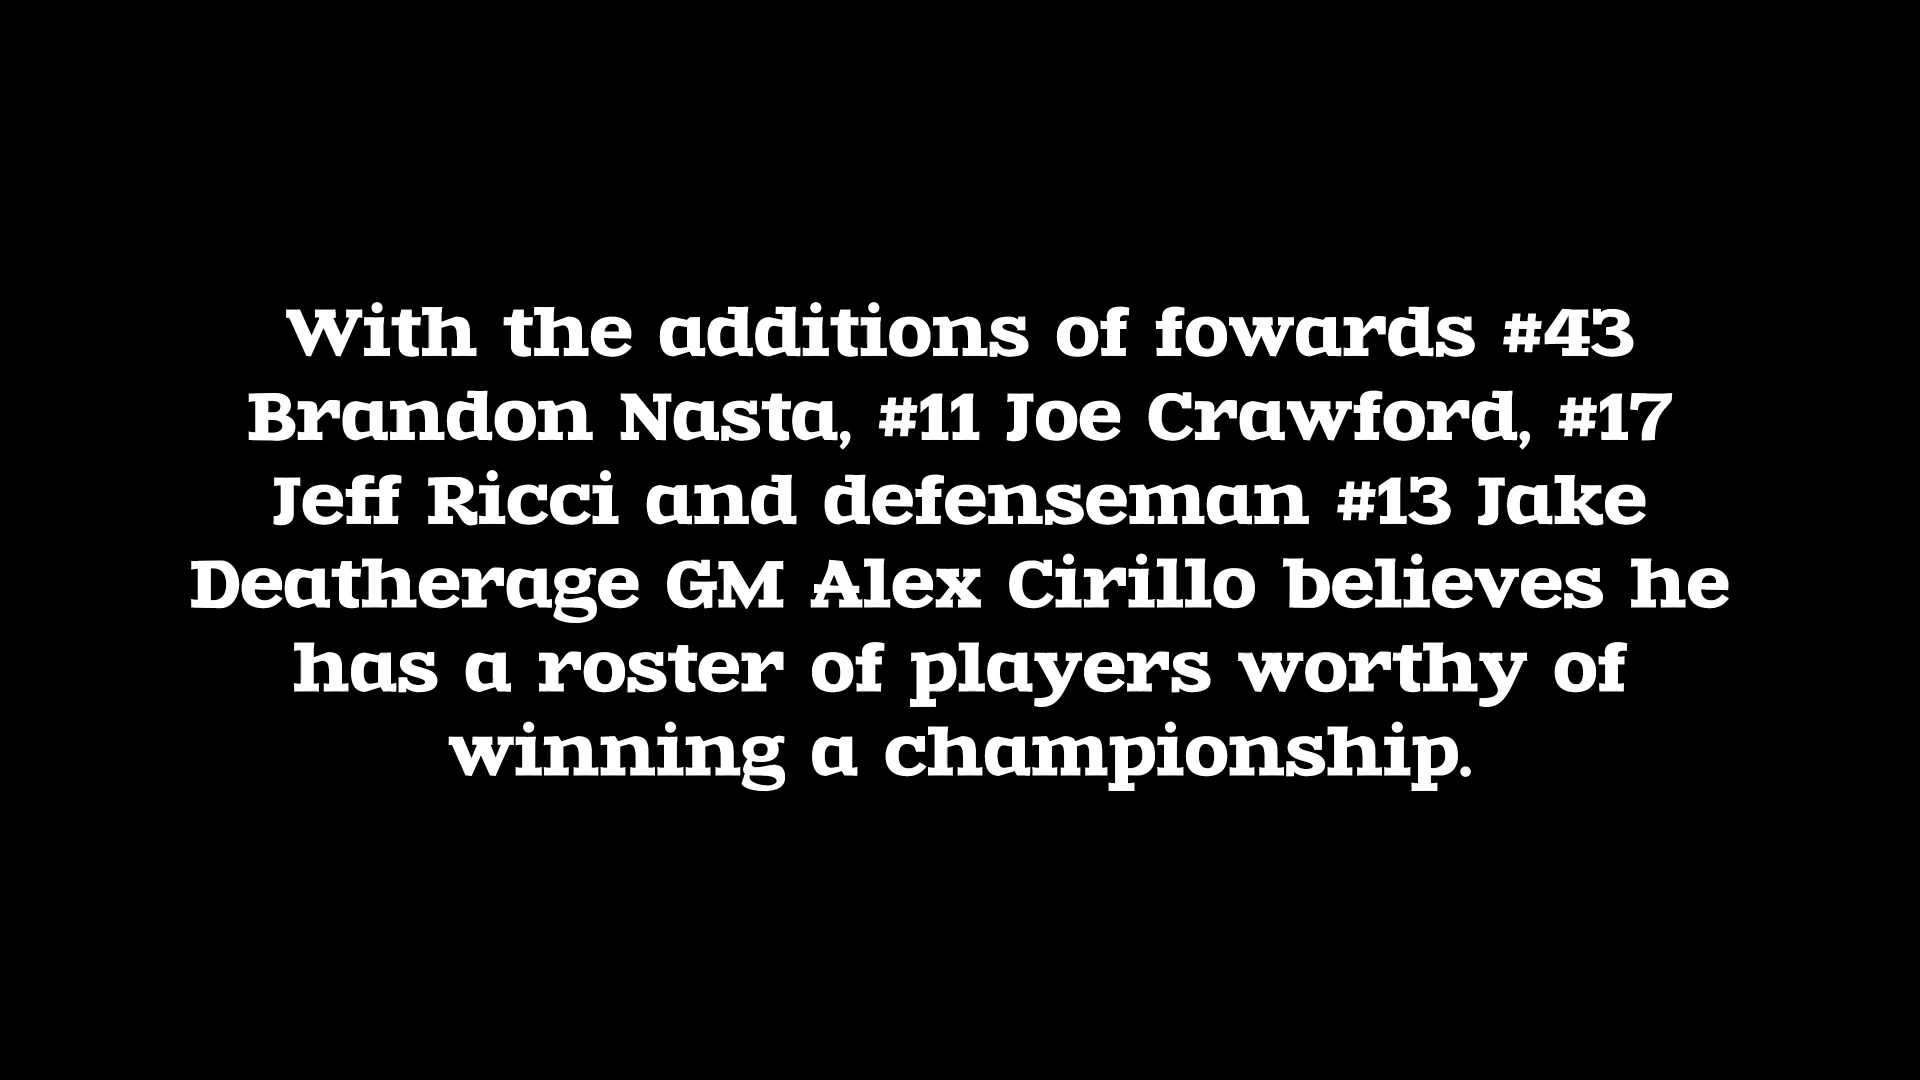 With the additions of fowards #43
Brandon Nasta, #11 Joe Crawford, #17
Jeff Ricci and defenseman #13 Jake
Deatherage GM Alex Cirillo believes he
has a roster of players worthy of
winning a championship.